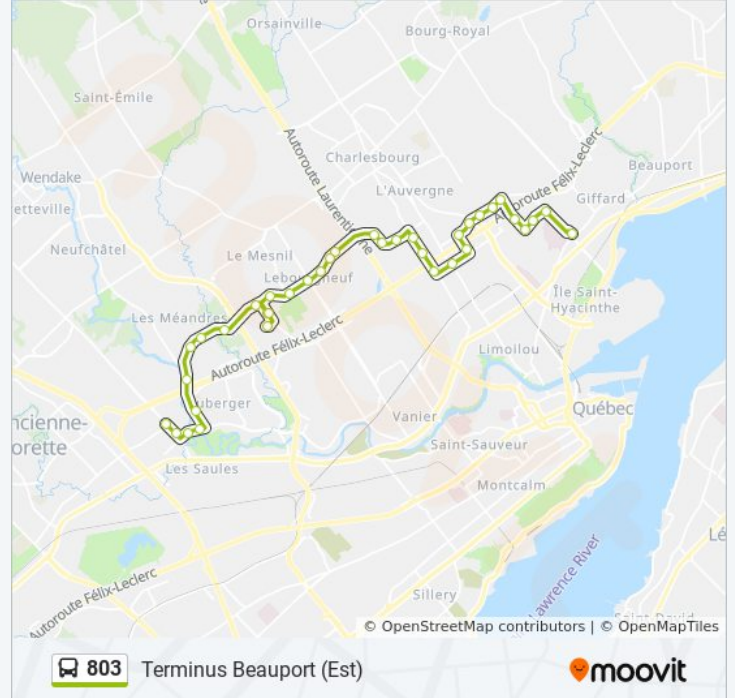 Orsainville
Bourg-Royal
Saint-Émile
Autoroute Laurentienne
Charlesbourg
Autoroute Félix-Leclerc
Beauport
Wendake
L'Auvergne
Giffard
etteville
Neufchâtel
Le Mesnil
Lebourgneuf
Île Saint-
Hyacinthe
Les Méandres
Autoroute Félix-Leclerc
Limoilou
uberger
Vanier
Québec
ncienne-
orette
Saint-Sauveur
Les Saules
Montcalm
Lé
Autoroute Félix-Leclerc
Sillery
Lawrence River
© OpenStreetMap contributors | © OpenMapTiles
803 Terminus Beauport (Est)
moovit